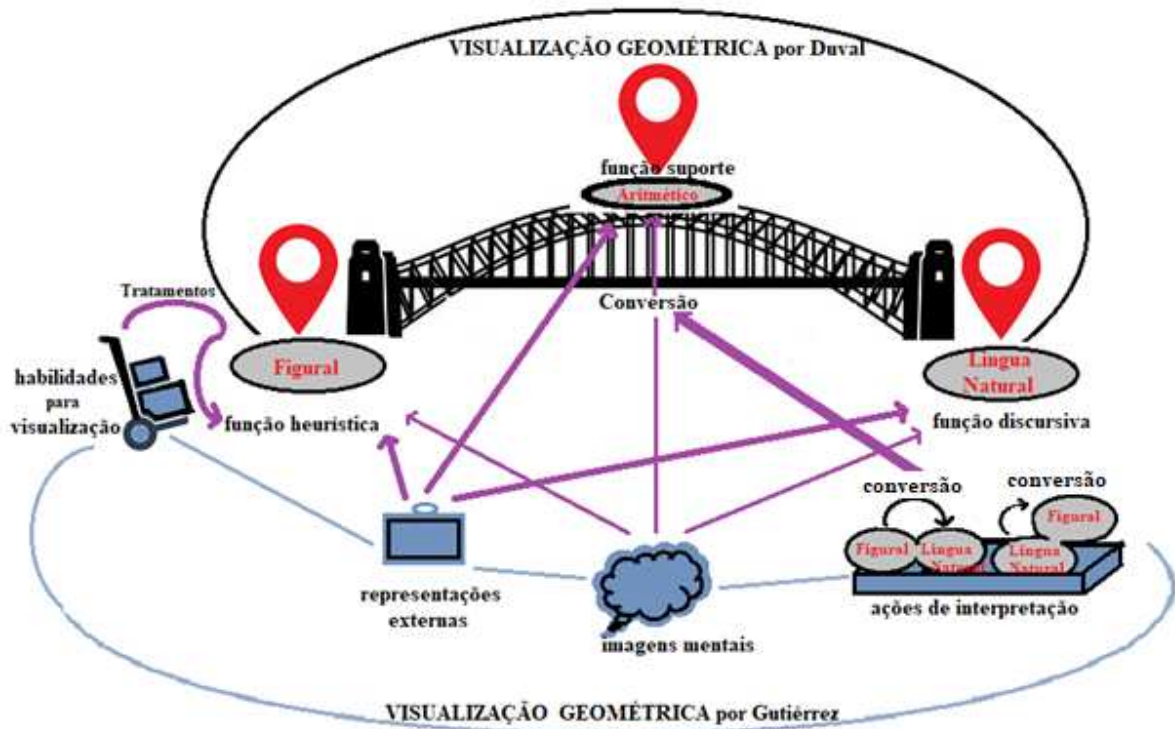 VISUALIZAÇÃO GEOMÉTRICA por Duval
função suporte
Aritmético
Tratamentos
Conversão
Figural
Língua
Natural
habilidades
para
visualização
função heurística
função discursiva
conversão
conversão
Figural
Figural
Língua
Natural
Língua
Natural
representações
externas
imagens mentais
ações de interpretação
VISUALIZAÇÃO GEOMÉTRICA por Gutiérrez